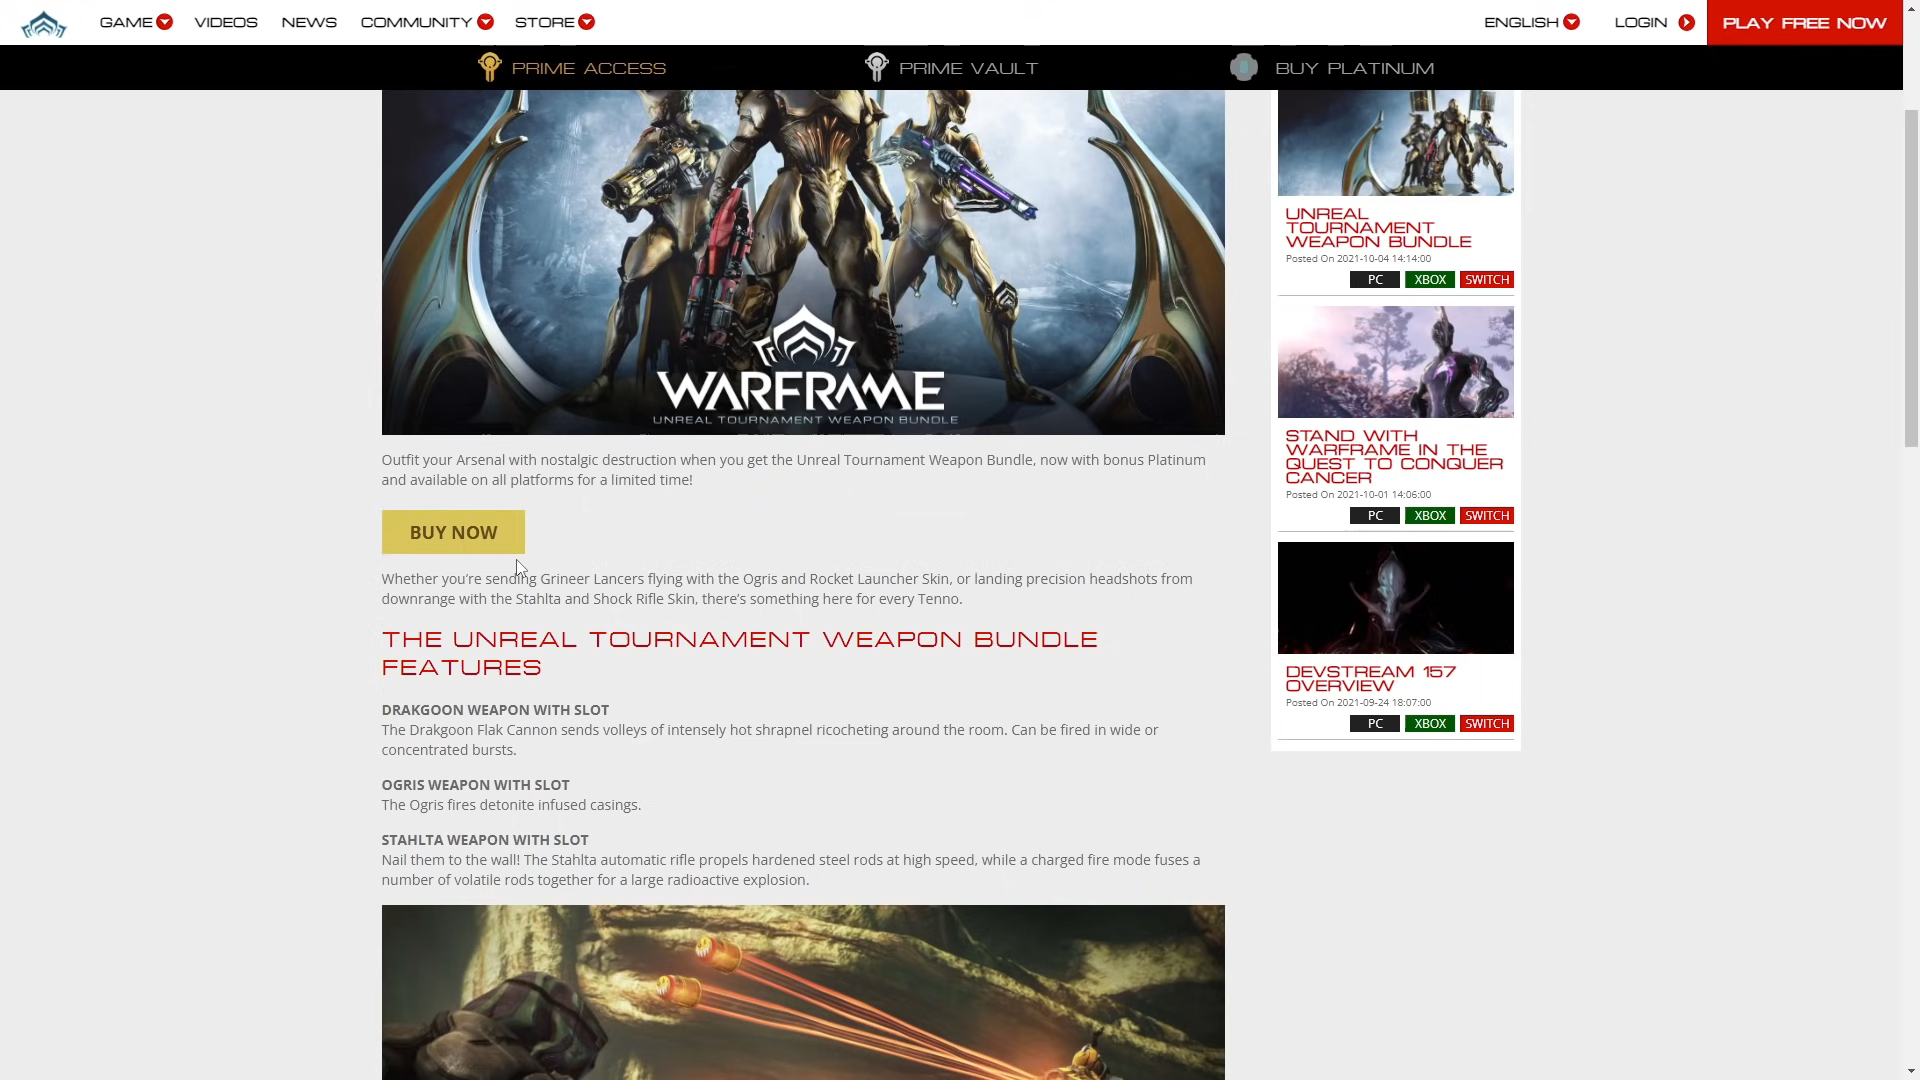 GAME VIDEOS NEWS COMMUNITY STORE ENGLISH LOGIN PLAY FREE NOW
PRIME ACCESS PRIME VAULT BUY PLATINUM
WARFRAME
UNREAL TOURNAMENT WEAPON BUNDLE
Outfit your Arsenal with nostalgic destruction when you get the Unreal Tournament Weapon Bundle, now with bonus Platinum
and available on all platforms for a limited time!
BUY NOW
Whether you're sending Grineer Lancers flying with the Ogris and Rocket Launcher Skin, or landing precision headshots from
downrange with the Stahlta and Shock Rifle Skin, there's something here for every Tenno.
THE UNREAL TOURNAMENT WEAPON BUNDLE
FEATURES
DRAKGOON WEAPON WITH SLOT
The Drakgoon Flak Cannon sends volleys of intensely hot shrapnel ricocheting around the room. Can be fired in wide or
concentrated bursts.
OGRIS WEAPON WITH SLOT
The Ogris fires detonite infused casings.
STAHLTA WEAPON WITH SLOT
Nail them to the wall! The Stahlta automatic rifle propels hardened steel rods at high speed, while a charged fire mode fuses a
number of volatile rods together for a large radioactive explosion.
UNREAL
TOURNAMENT
WEAPON BUNDLE
Posted On 2021-10-04 14:14:00
PC XBOX SWITCH
STAND WITH
WARFRAME IN THE
QUEST TO CONQUER
CANCER
Posted On 2021-10-01 14:06:00
PC XBOX SWITCH
DEVSTREAM 157
OVERVIEW
Posted On 2021-09-24 18:07:00
PC XBOX SWITCH